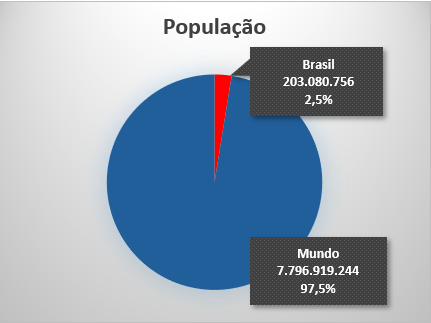 População
Brasil
203.080.756
2,5%
Mundo
7.796.919.244
97,5%